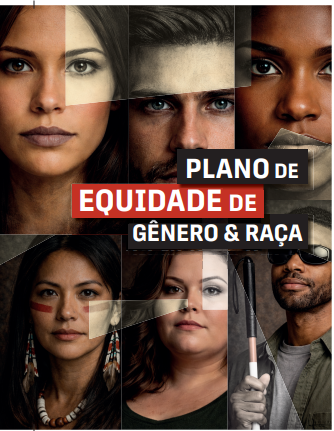 PLANO DE
EQUIDADE DE
GÊNERO & RAÇA